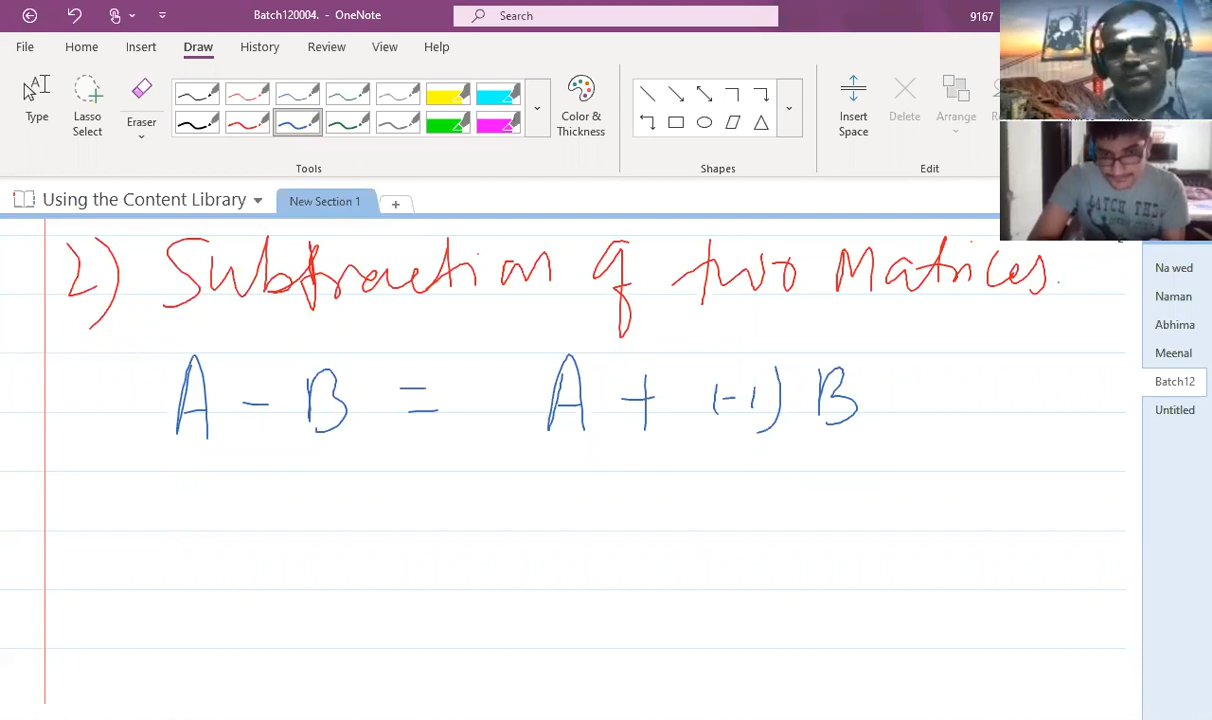 Batch120004. - OneNote
Search
9167
File Home Insert Draw History Review View Help
Type
Lasso Select
Eraser
Color & Thickness
Insert Space
Delete
Arrange
Tools
Shapes
Edit
Using the Content Library
New Section 1
Na wed
Naman
Abhima
Meenal
Batch12
Untitled
2) Subtraction of two Matrices.
A - B = A + (-1) B